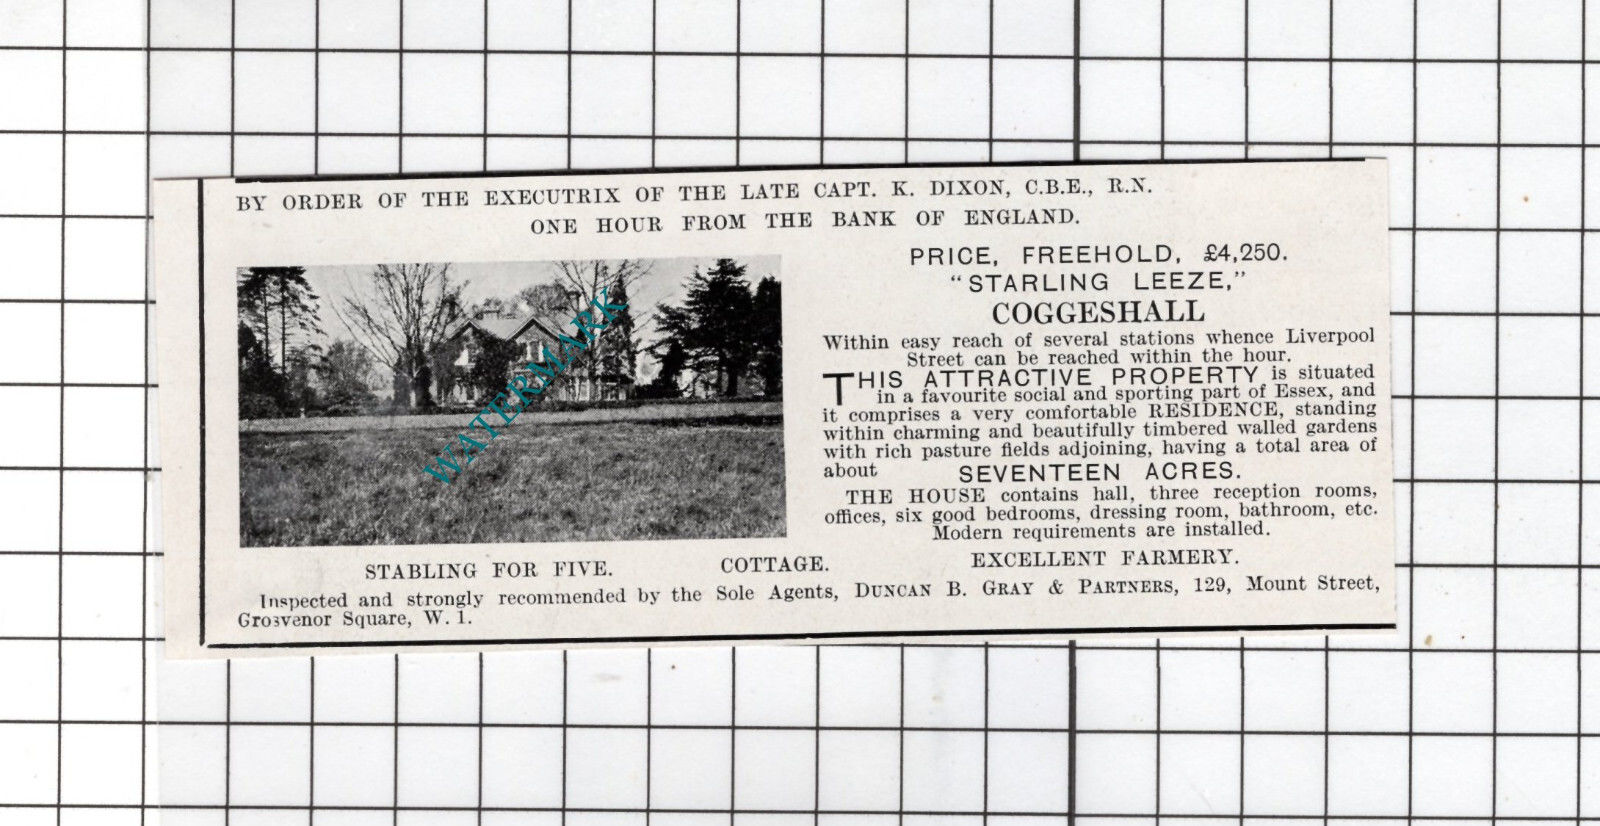 BY ORDER OF THE EXECUTRIX OF THE LATE CAPT. K. DIXON, C.B.E., R.N.
ONE HOUR FROM THE BANK OF ENGLAND.
WATERMARK
PRICE, FREEHOLD, £4,250.
"STARLING LEEZE,"
COGGESHALL
Within easy reach of several stations whence Liverpool
Street can be reached within the hour.
THIS ATTRACTIVE PROPERTY is situated
in a favourite social and sporting part of Essex, and
it comprises a very comfortable RESIDENCE, standing
within charming and beautifully timbered walled gardens
with rich pasture fields adjoining, having a total area of
about SEVENTEEN ACRES.
THE HOUSE contains hall, three reception rooms,
offices, six good bedrooms, dressing room, bathroom, etc.
Modern requirements are installed.
STABLING FOR FIVE. COTTAGE. EXCELLENT FARMERY.
Inspected and strongly recommended by the Sole Agents, DUNCAN B. GRAY & PARTNERS, 129, Mount Street,
Grosvenor Square, W. 1.